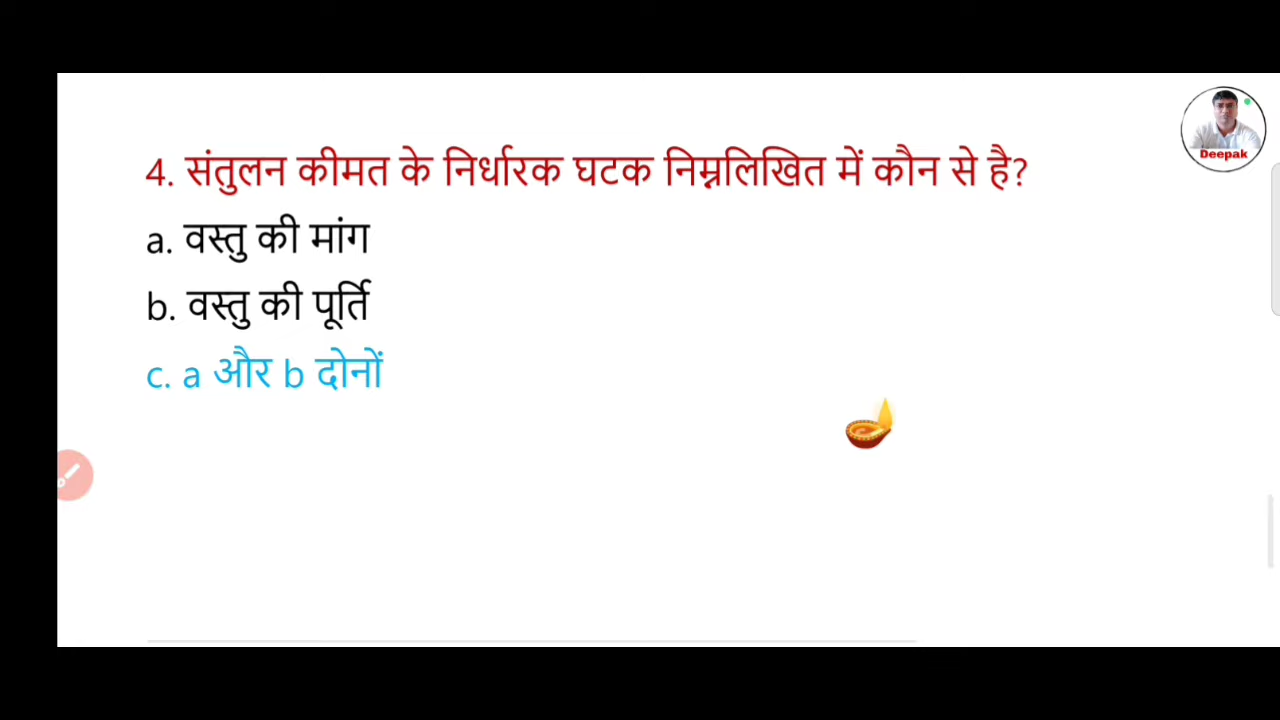 4. संतुलन कीमत के निर्धारक घटक निम्नलिखित में कौन से है?
a. वस्तु की मांग
b. वस्तु की पूर्ति
c. a और b दोनों
Deepak